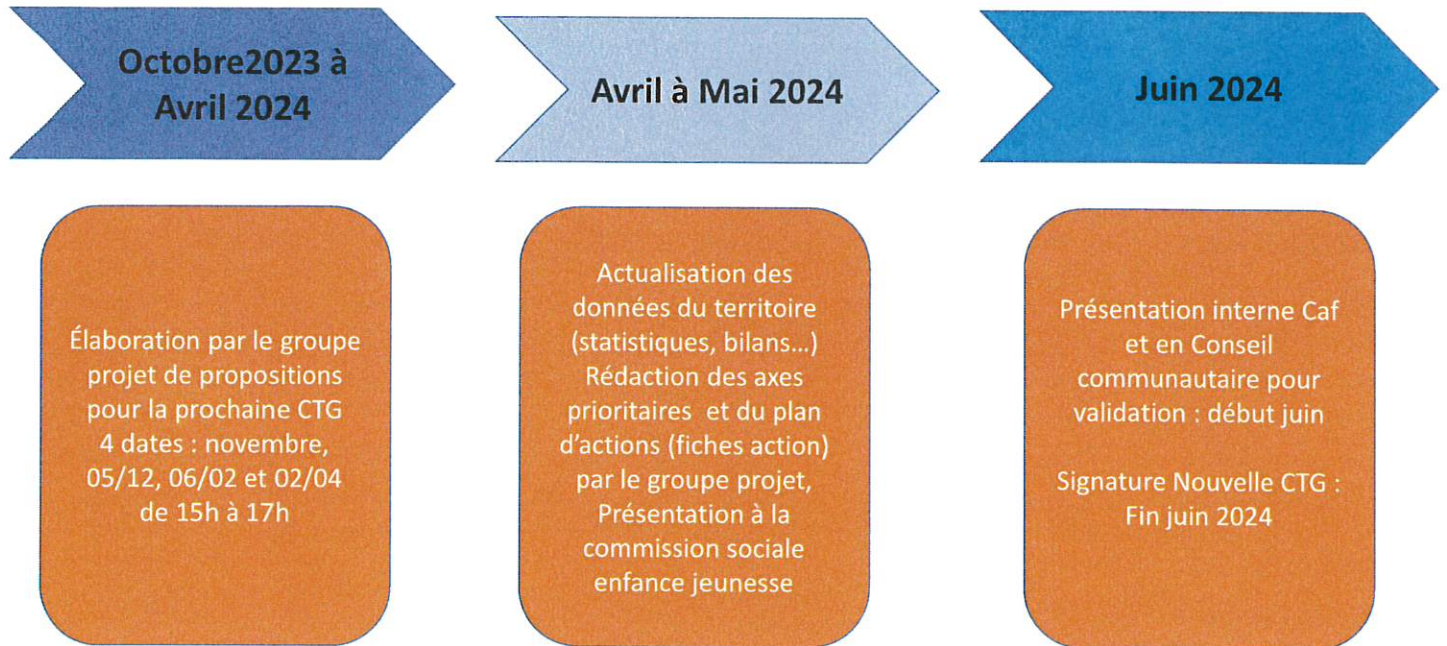 Octobre2023 à
Avril 2024
Avril à Mai 2024
Juin 2024
Élaboration par le groupe
projet de propositions
pour la prochaine CTG
4 dates : novembre,
05/12, 06/02 et 02/04
de 15h à 17h
Actualisation des
données du territoire
(statistiques, bilans...)
Rédaction des axes
prioritaires et du plan
d'actions (fiches action)
par le groupe projet,
Présentation à la
commission sociale
enfance jeunesse
Présentation interne Caf
et en Conseil
communautaire pour
validation : début juin
Signature Nouvelle CTG :
Fin juin 2024